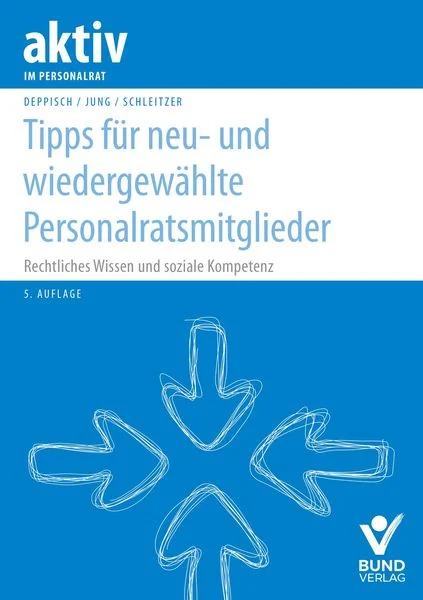 aktiv
IM PERSONALRAT
DEPPISCH / JUNG / SCHLEITZER
Tipps für neu- und
wiedergewählte
Personalratsmitglieder
Rechtliches Wissen und soziale Kompetenz
5. AUFLAGE
BUND
VERLAG